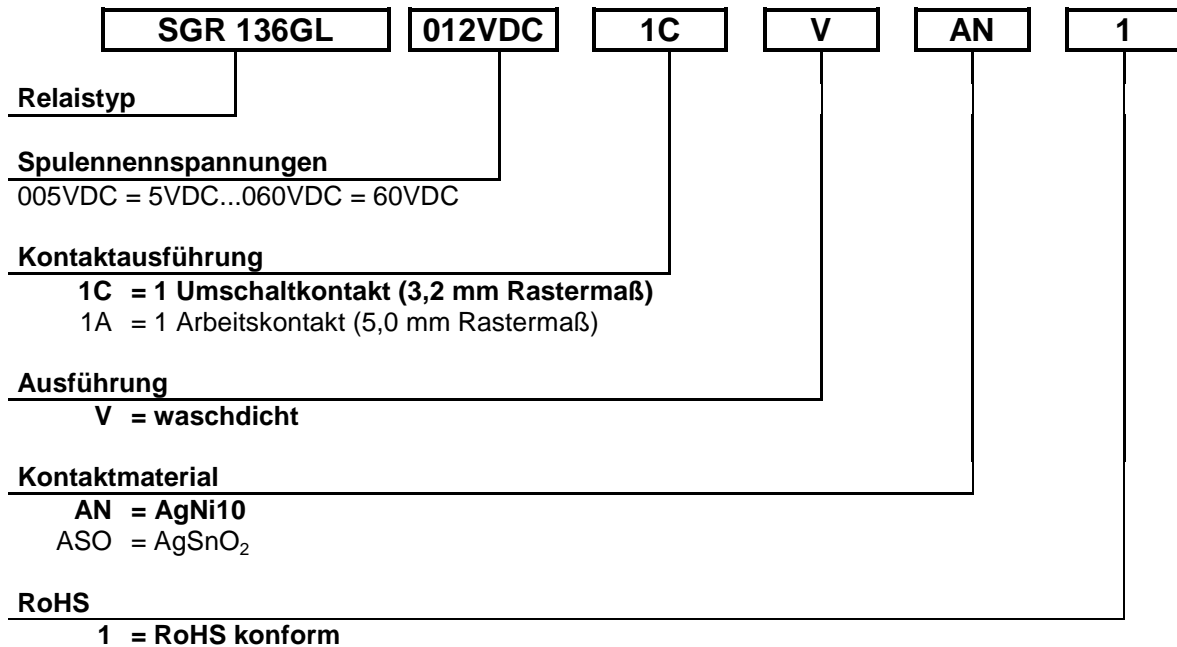 SGR 136GL 012VDC 1C V AN 1
Relaistyp
Spulennennspannungen
005VDC = 5VDC...060VDC = 60VDC
Kontaktausführung
1C = 1 Umschaltkontakt (3,2 mm Rastermaß)
1A = 1 Arbeitskontakt (5,0 mm Rastermaß)
Ausführung
V = waschdicht
Kontaktmaterial
AN = AgNi10
ASO = AgSnO₂
RoHS
1 = RoHS konform